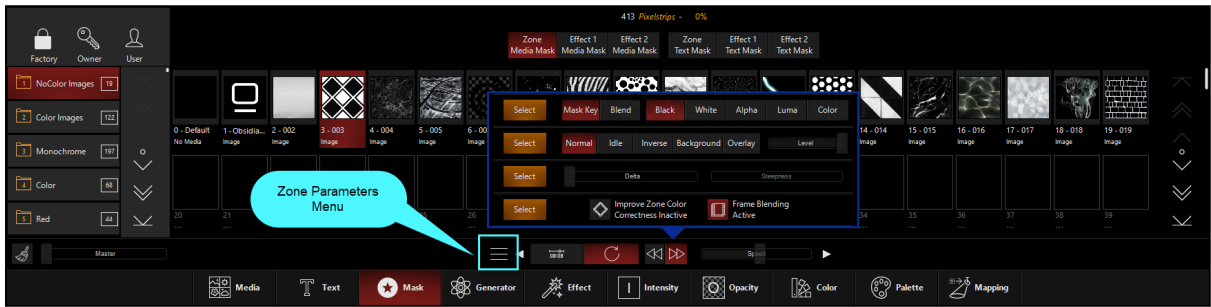 413 Pixelstrips - 0%
Zone Media Mask
Effect 1 Media Mask
Effect 2 Media Mask
Zone Text Mask
Effect 1 Text Mask
Effect 2 Text Mask
Factory Owner User
1 NoColor Images 19
2 Color Images 122
3 Monochrome 197
4 Color 68
5 Red 44
0 - Default 1 - Obsidia... 2 - 002 3 - 003 4 - 004 5 - 005 6 - 00 14 - 014 15 - 015 16 - 016 17 - 017 18 - 018 19 - 019
No Media Image Image Image Image Image Image Image Image Image Image Image Image
Select Mask Key Blend Black White Alpha Luma Color
Select Normal Idle Inverse Background Overlay Level
Select Delta Steepness
Select Improve Zone Color Correctness Inactive Frame Blending Active
Zone Parameters
Menu
20 21 25 26 34 35 36 37 38 39
--- --- --- --- --- --- --- ---
Master Speed
Media Text Mask Generator Effect Intensity Opacity Color Palette Mapping